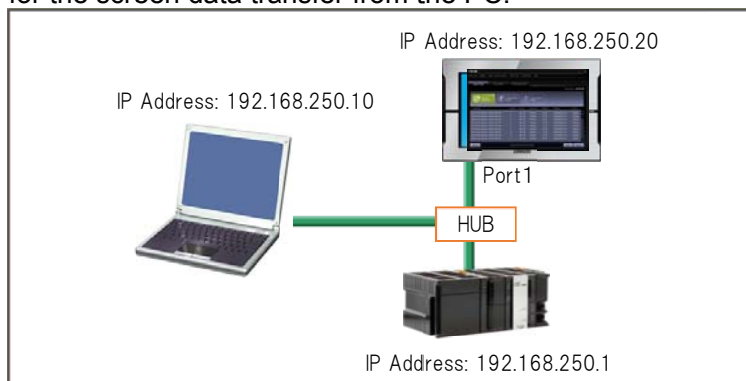 for the screen data transfer from the PC.
IP Address: 192.168.250.20
IP Address: 192.168.250.10
Port1
HUB
IP Address: 192.168.250.1